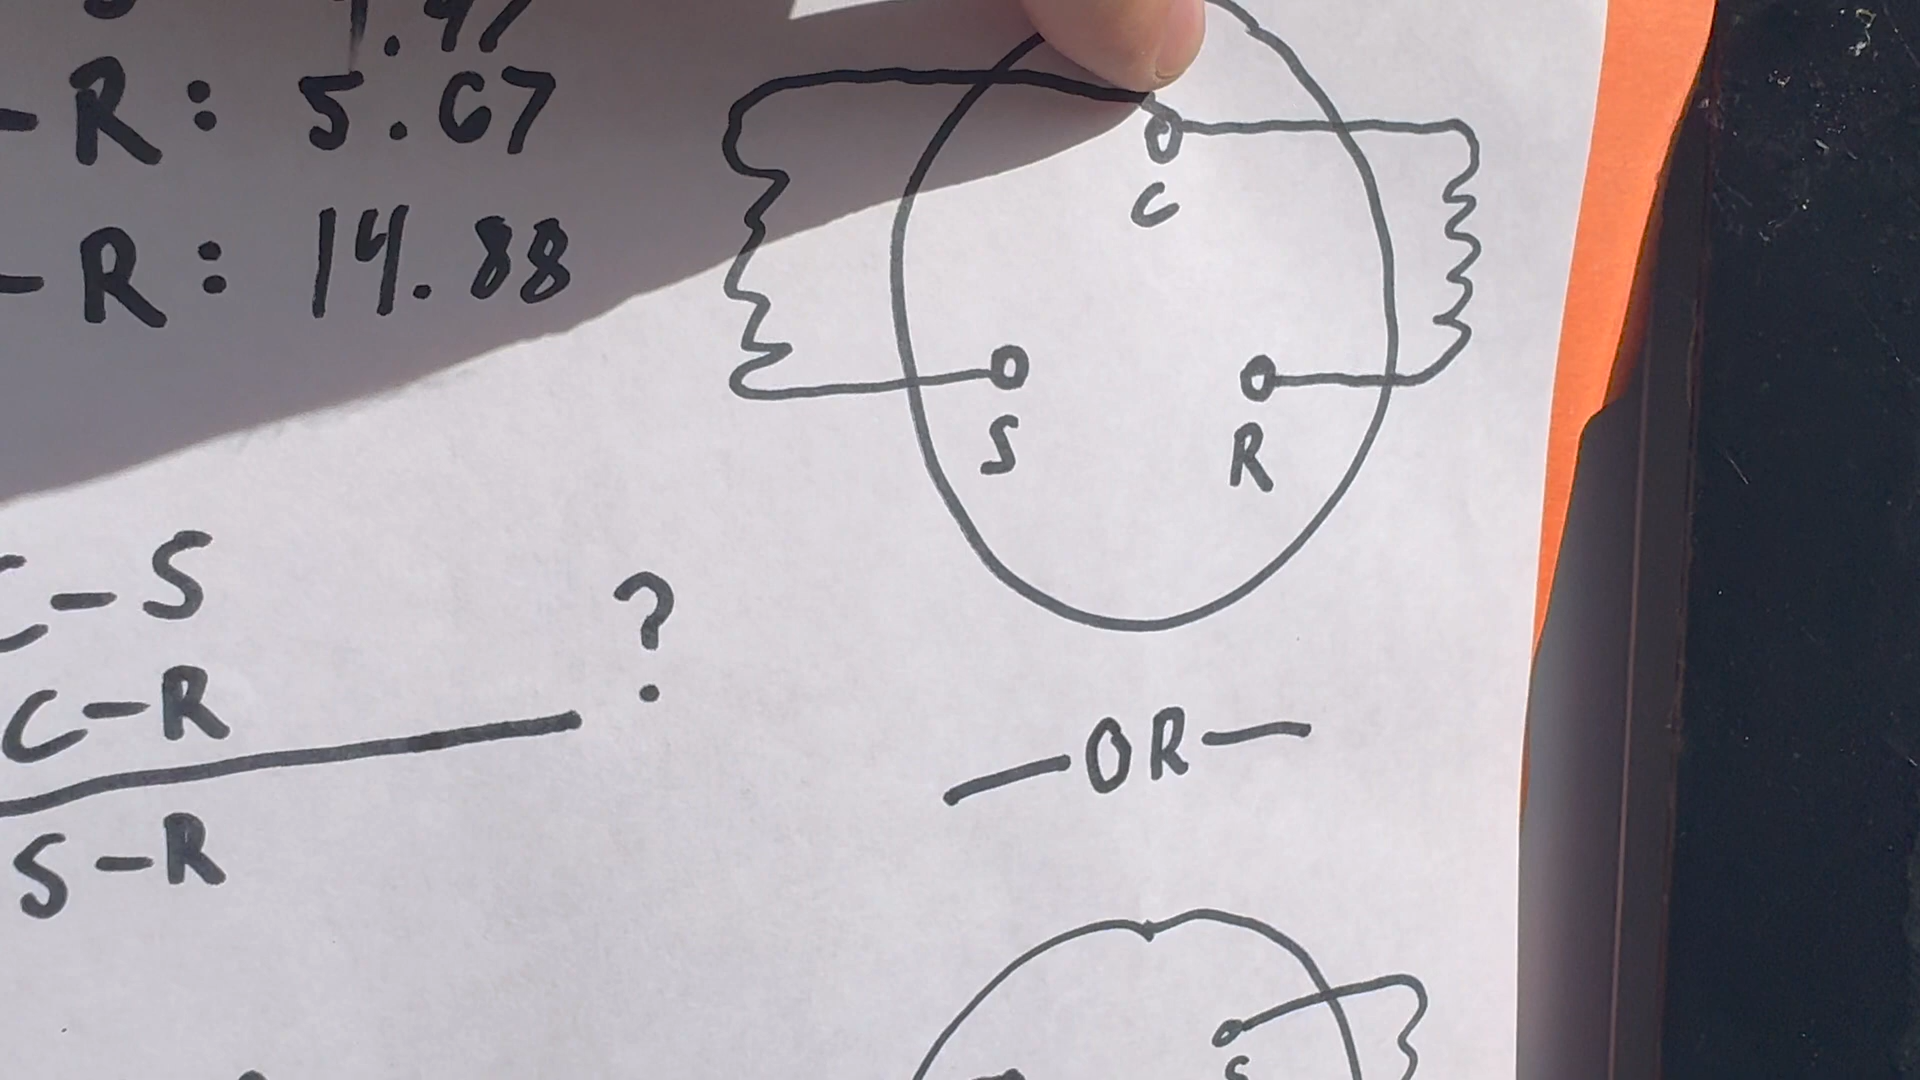 -R: 5.67
-R: 14.88
C
S
R
C-S
C-R
?
S-R
-OR-
S